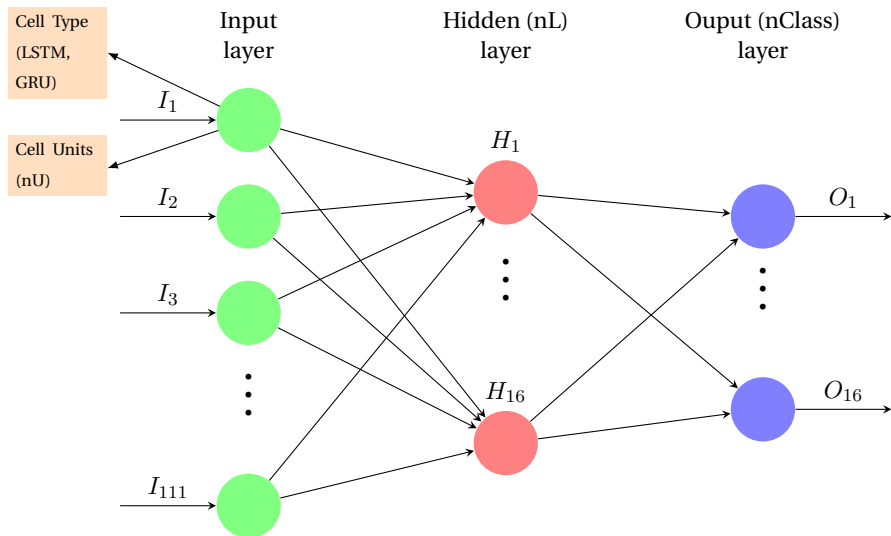 Cell Type
(LSTM,
GRU)
Cell Units
(nU)
Input
layer
Hidden (nL)
layer
Ouput (nClass)
layer
I₁
I₂
I₃
I₁₁₁
H₁
H₁₆
O₁
O₁₆